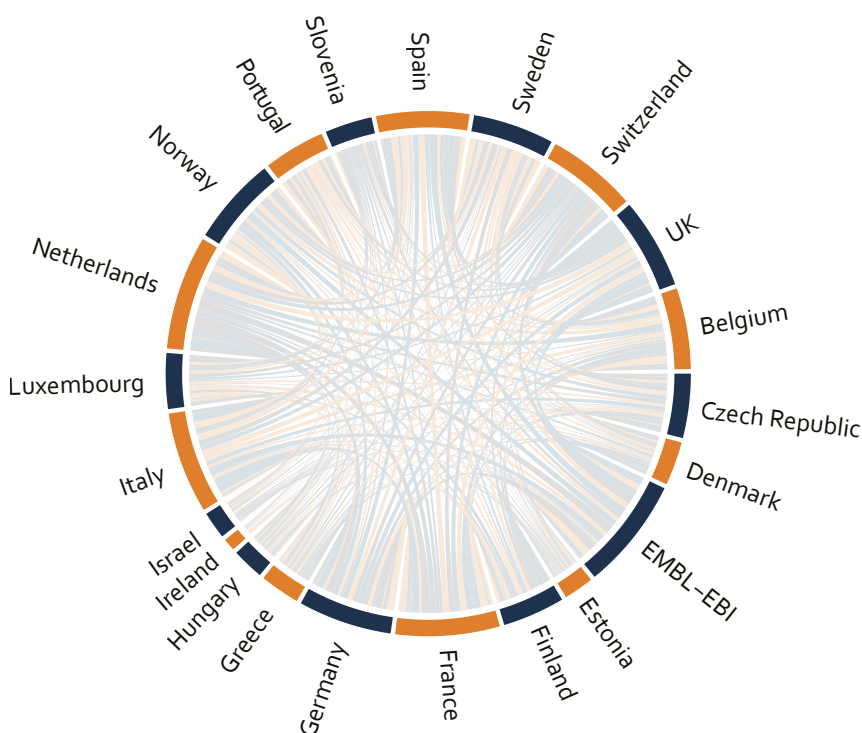 Spain
Sweden
Switzerland
UK
Belgium
Czech Republic
Denmark
EMBL–EBI
Estonia
Finland
France
Germany
Greece
Hungary
Ireland
Israel
Italy
Luxembourg
Netherlands
Norway
Portugal
Slovenia